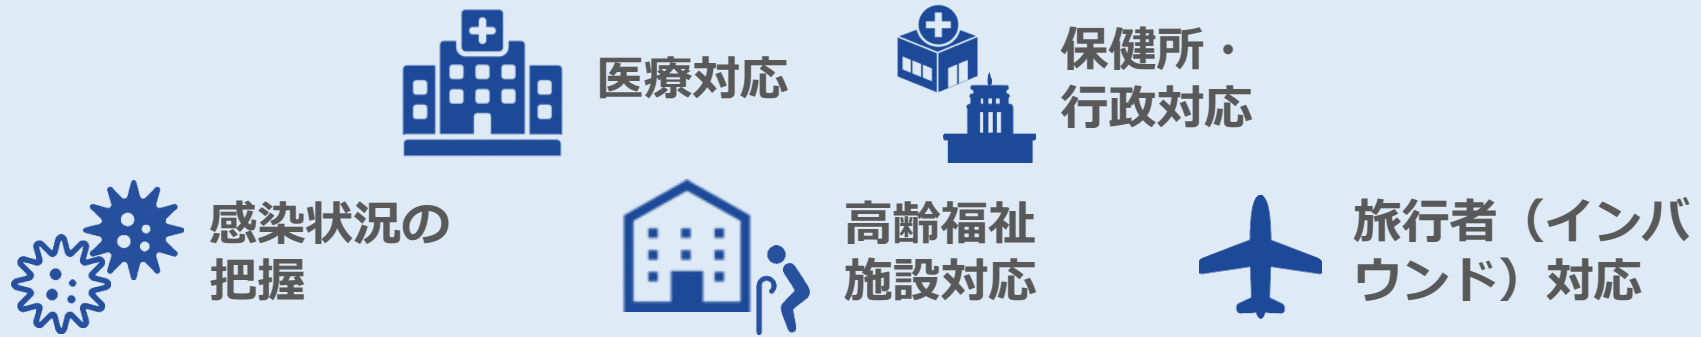 医療対応
保健所・
行政対応
感染状況の
把握
高齢福祉
施設対応
旅行者（インバ
ウンド）対応